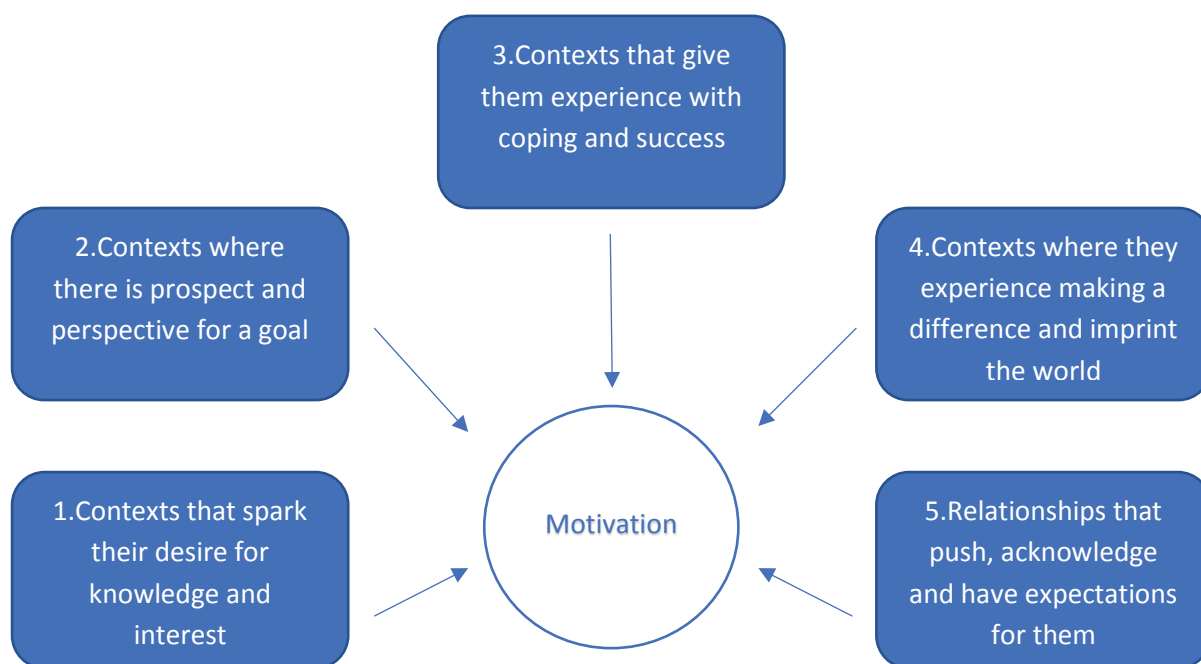 3.Contexts that give
them experience with
coping and success
2.Contexts where
there is prospect and
perspective for a goal
4.Contexts where they
experience making a
difference and imprint
the world
1.Contexts that spark
their desire for
knowledge and
interest
Motivation
5.Relationships that
push, acknowledge
and have expectations
for them